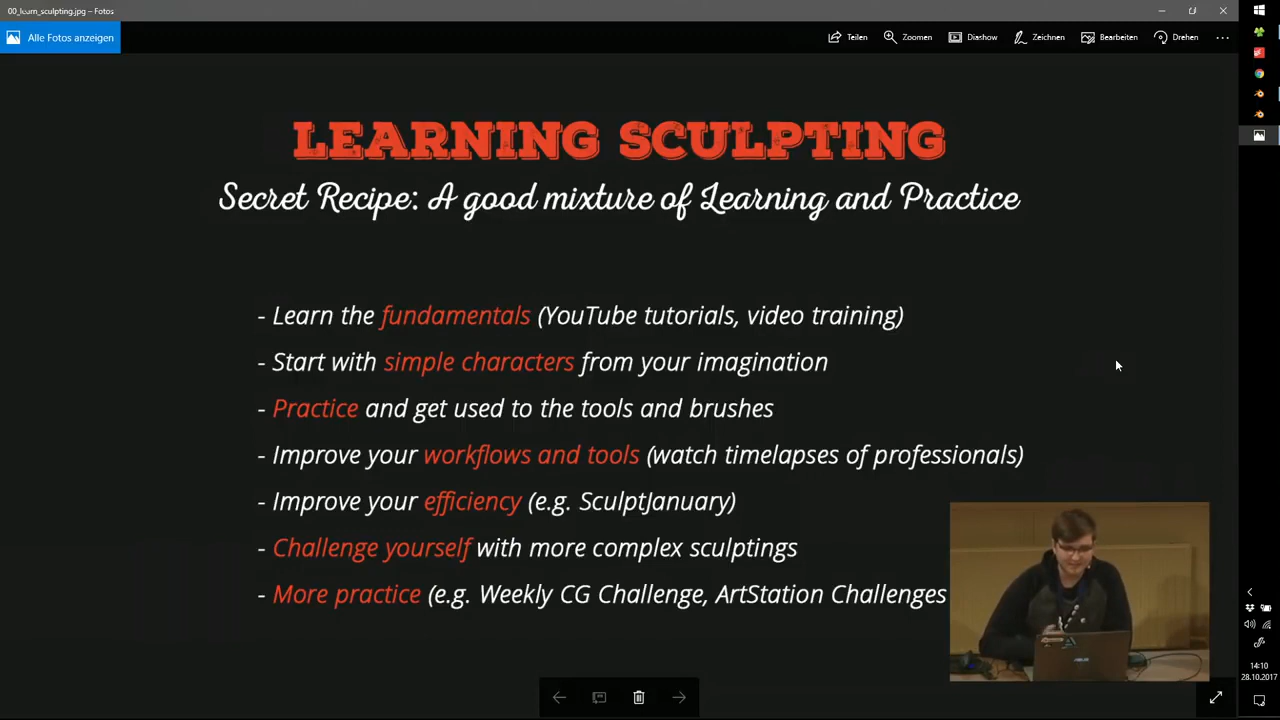 00_learn_sculpting.jpg – Fotos
Alle Fotos anzeigen
Teilen
Zoomen
Diashow
Zeichnen
Bearbeiten
Drehen
LEARNING SCULPTING
Secret Recipe: A good mixture of Learning and Practice
- Learn the fundamentals (YouTube tutorials, video training)
- Start with simple characters from your imagination
- Practice and get used to the tools and brushes
- Improve your workflows and tools (watch timelapses of professionals)
- Improve your efficiency (e.g. SculptJanuary)
- Challenge yourself with more complex sculptings
- More practice (e.g. Weekly CG Challenge, ArtStation Challenges
ASUS
14:10
28.10.2017